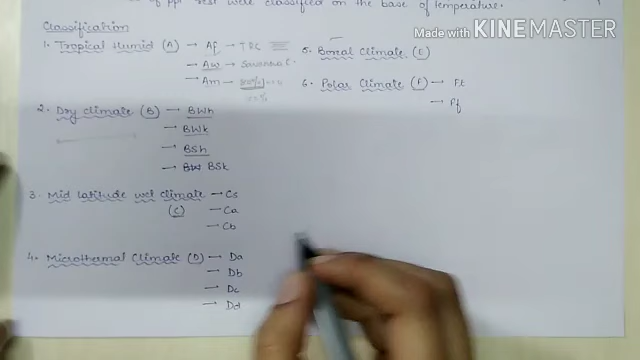 of ppt rest were classified on the base of temperature.
Made with KINEMASTER
Classification
1. Tropical Humid (A) → Af → TRC
→ Aw → Savanna C.
→ Am →
2. Dry climate (B) → BWh
→ BWk
→ BSh
→ BSk
3. Mid latitude wet climate → Cs
(C) → Ca
→ Cb
4. Microthermal Climate (D) → Da
→ Db
→ Dc
→ Dd
5. Boreal Climate (E)
6. Polar Climate (F) → Ft
→ Ff